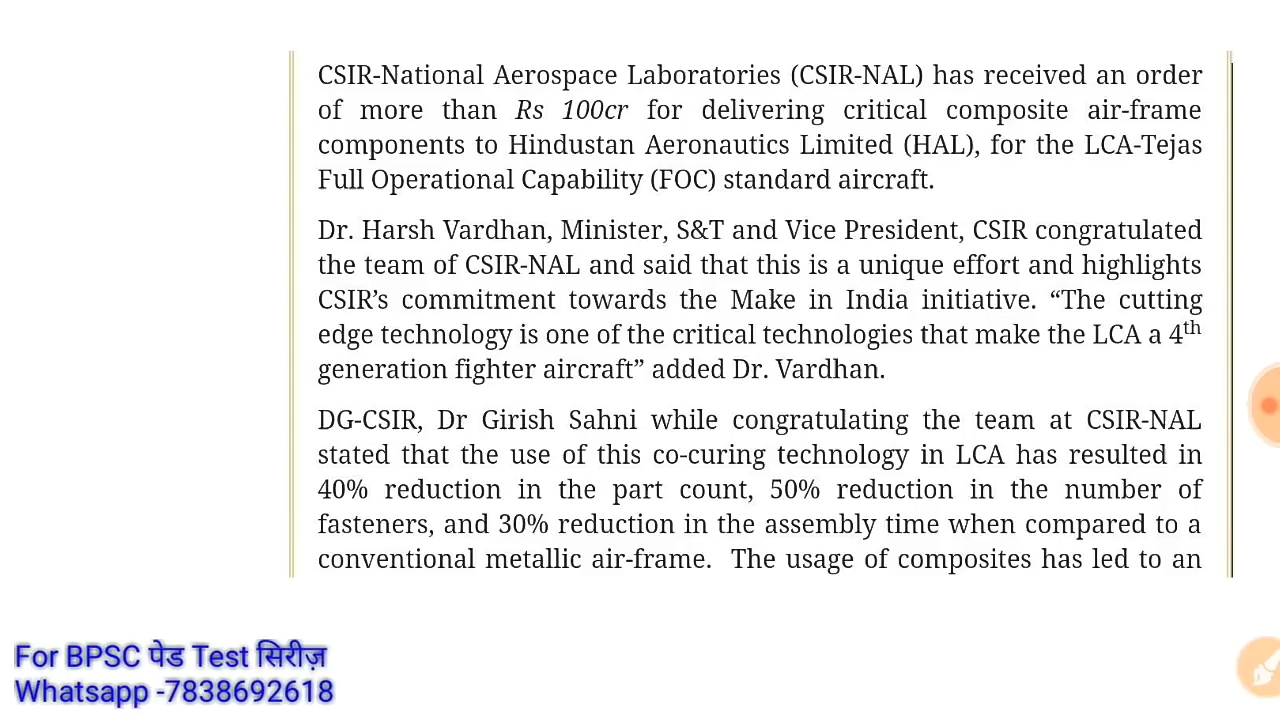 CSIR-National Aerospace Laboratories (CSIR-NAL) has received an order
of more than Rs 100cr for delivering critical composite air-frame
components to Hindustan Aeronautics Limited (HAL), for the LCA-Tejas
Full Operational Capability (FOC) standard aircraft.
Dr. Harsh Vardhan, Minister, S&T and Vice President, CSIR congratulated
the team of CSIR-NAL and said that this is a unique effort and highlights
CSIR’s commitment towards the Make in India initiative. “The cutting
edge technology is one of the critical technologies that make the LCA a 4th
generation fighter aircraft” added Dr. Vardhan.
DG-CSIR, Dr Girish Sahni while congratulating the team at CSIR-NAL
stated that the use of this co-curing technology in LCA has resulted in
40% reduction in the part count, 50% reduction in the number of
fasteners, and 30% reduction in the assembly time when compared to a
conventional metallic air-frame. The usage of composites has led to an
For BPSC पेड Test सिरीज़
Whatsapp -7838692618